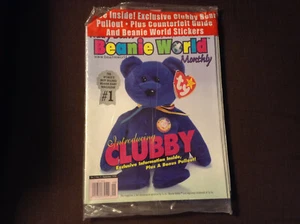 Inside! Exclusive Clubby
Pullout • Plus Counterfeit Guide
And Beanie World Stickers
Beanie World
Monthly
#1
ty
Introducing
CLUBBY
Exclusive Information Inside,
Plus A Bonus Pullout!